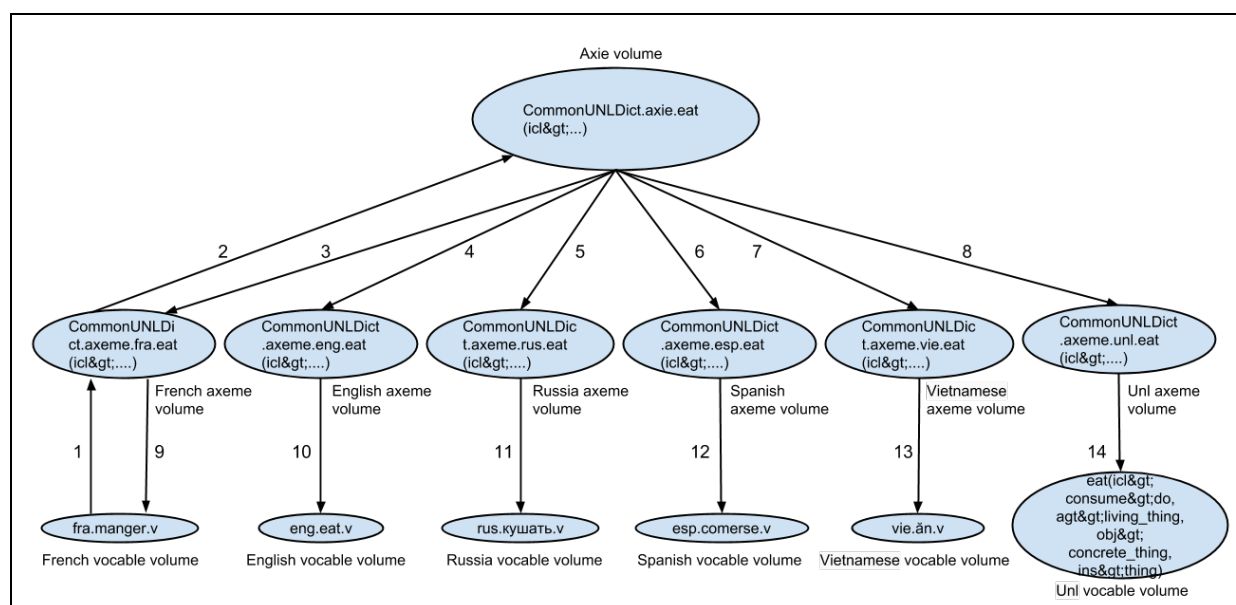 Axie volume
CommonUNLDict.axie.eat
(icl&gt;...)
2
3
4
5
6
7
8
CommonUNLDi
ct.axeme.fra.eat
(icl&gt;....)
CommonUNLDict
.axeme.eng.eat
(icl&gt;....)
CommonUNLDic
t.axeme.rus.eat
(icl&gt;....)
CommonUNLDict
.axeme.esp.eat
(icl&gt;....)
CommonUNLDic
t.axeme.vie.eat
(icl&gt;....)
CommonUNLDict
.axeme.unl.eat
(icl&gt;....)
French axeme
volume
English axeme
volume
Russia axeme
volume
Spanish
axeme volume
Vietnamese
axeme volume
Unl axeme
volume
1
9
10
11
12
13
14
fra.manger.v
eng.eat.v
rus.кушать.v
esp.comerse.v
vie.ăn.v
eat(icl&gt;
consume&gt;do,
agt&gt;living_thing,
obj&gt;
concrete_thing,
ins&gt;thing)
French vocable volume
English vocable volume
Russia vocable volume
Spanish vocable volume
Vietnamese vocable volume
Unl vocable volume